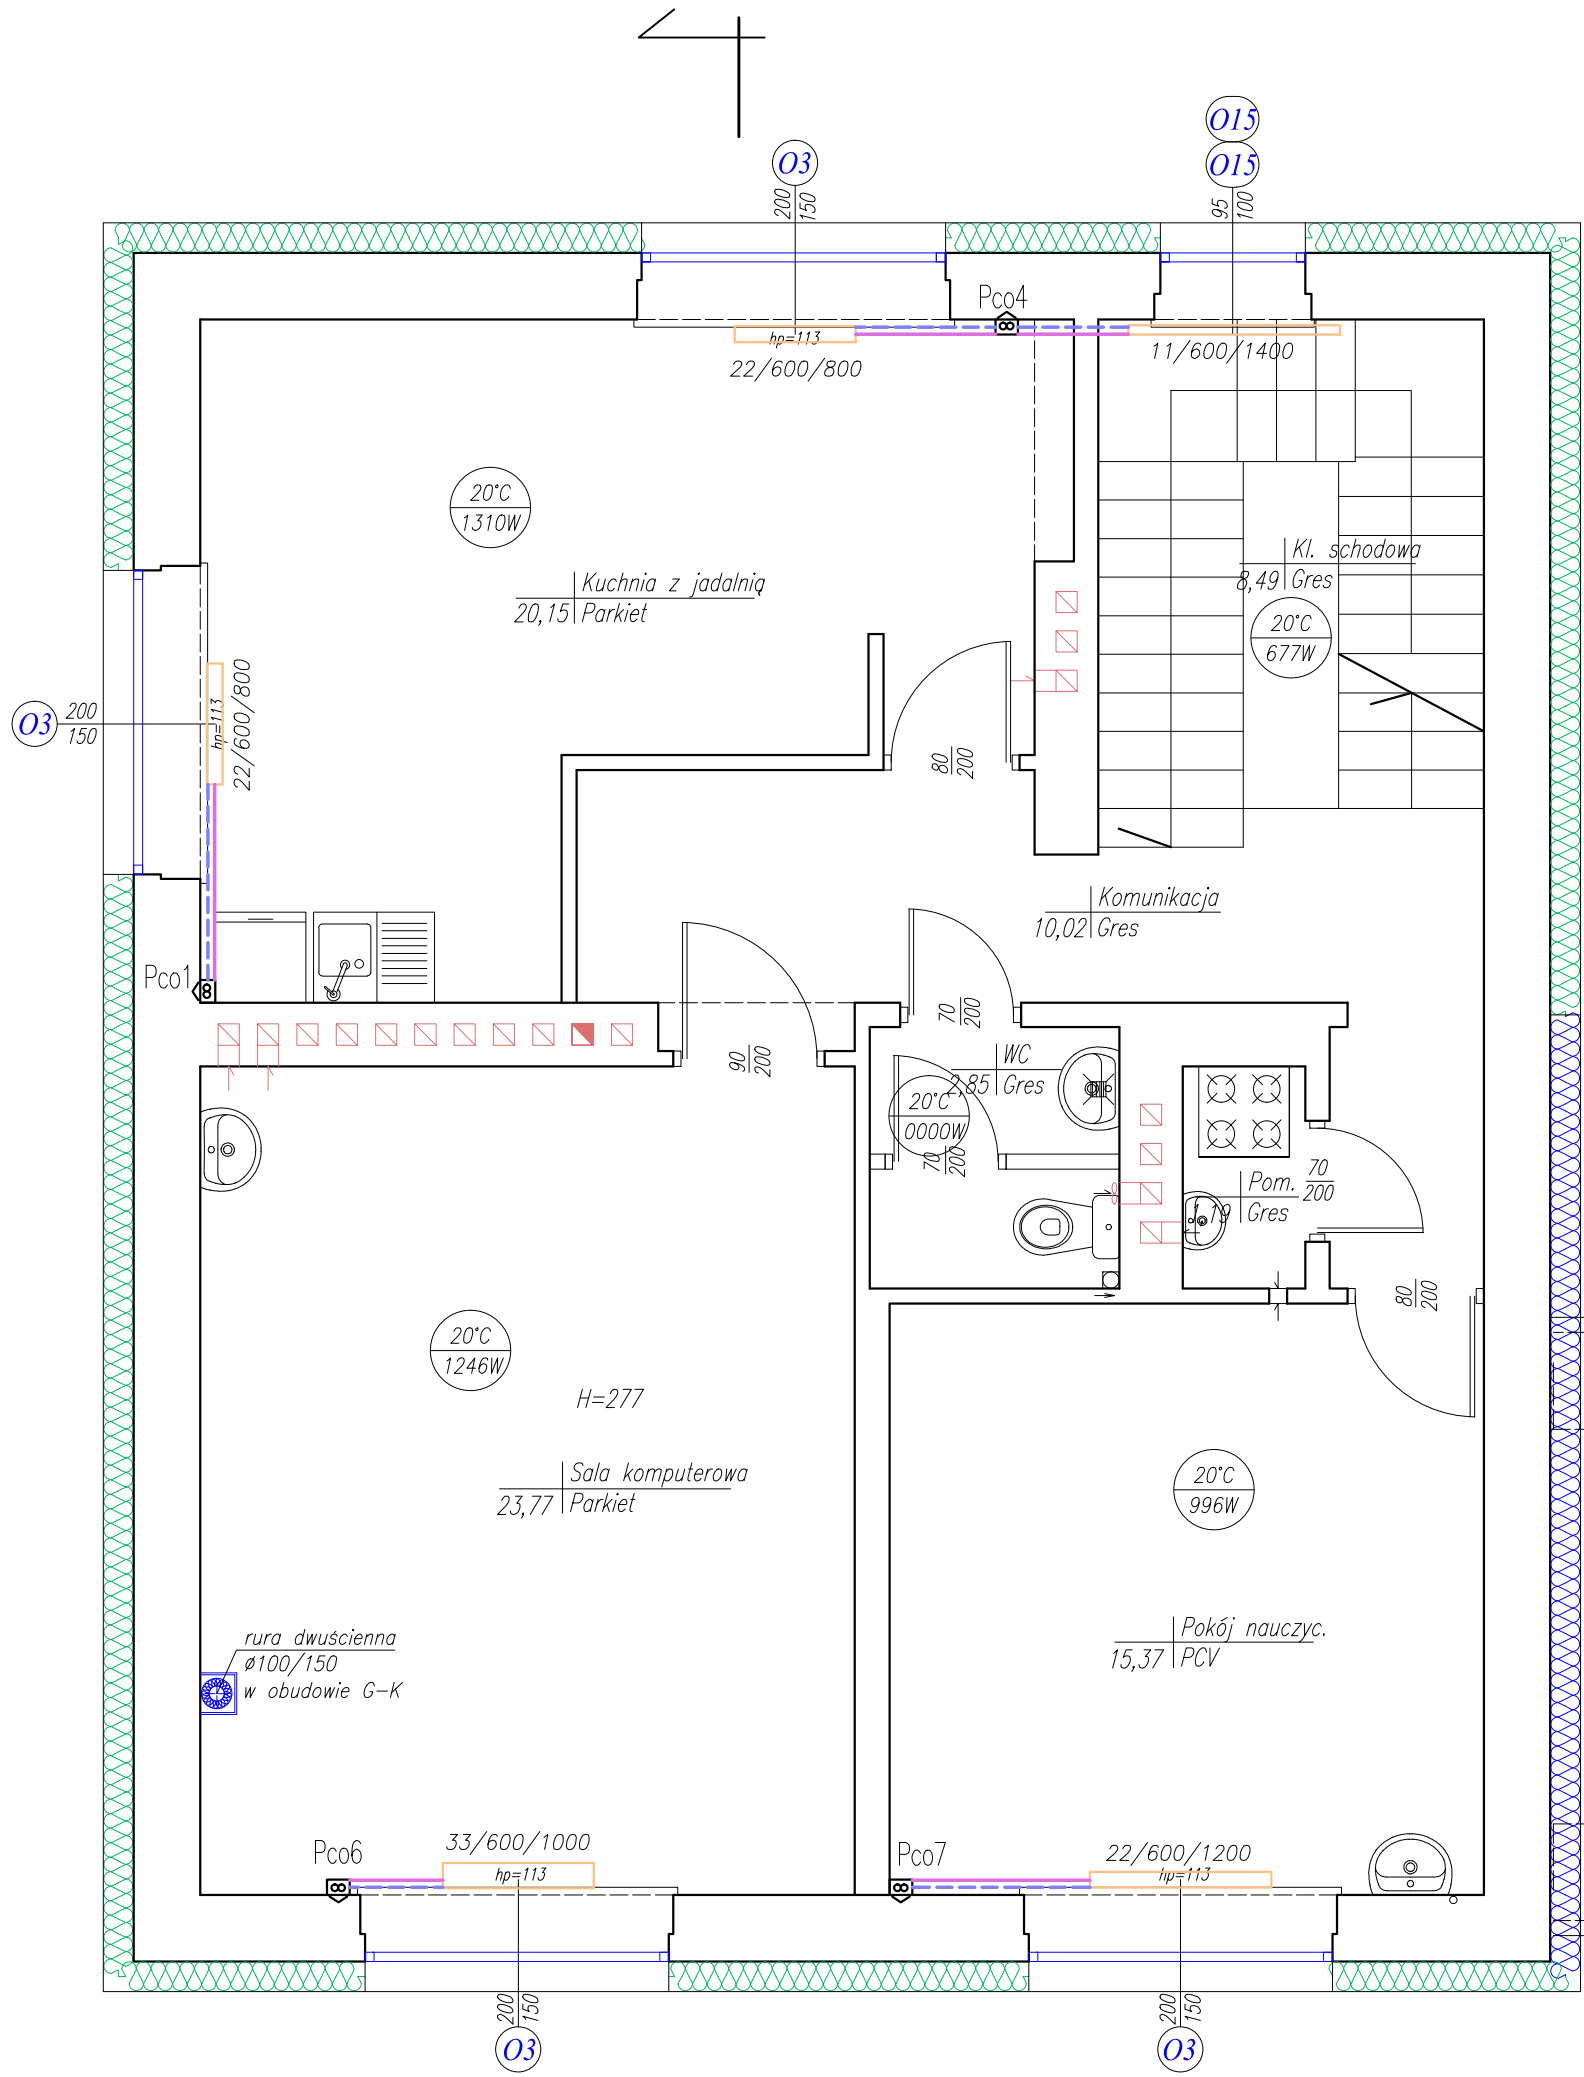 O15
O3
O15
200
150
95
100
Pco4
hp=113
22/600/800
11/600/1400
20°C
1310W
Kl. schodowa
8,49 Gres
Kuchnia z jadalnią
20,15 Parkiet
20°C
677W
O3
200
150
hp=113
22/600/800
80
200
Komunikacja
10,02 Gres
Pco1
70
200
90
200
WC
2,85 Gres
20°C
0000W
70
200
Pom.
1,19 Gres
70
200
80
200
20°C
1246W
H=277
Sala komputerowa
23,77 Parkiet
20°C
996W
rura dwuścienna
ø100/150
w obudowie G-K
Pokój nauczyc.
15,37 PCV
Pco6
33/600/1000
hp=113
Pco7
22/600/1200
hp=113
200
150
O3
200
150
O3